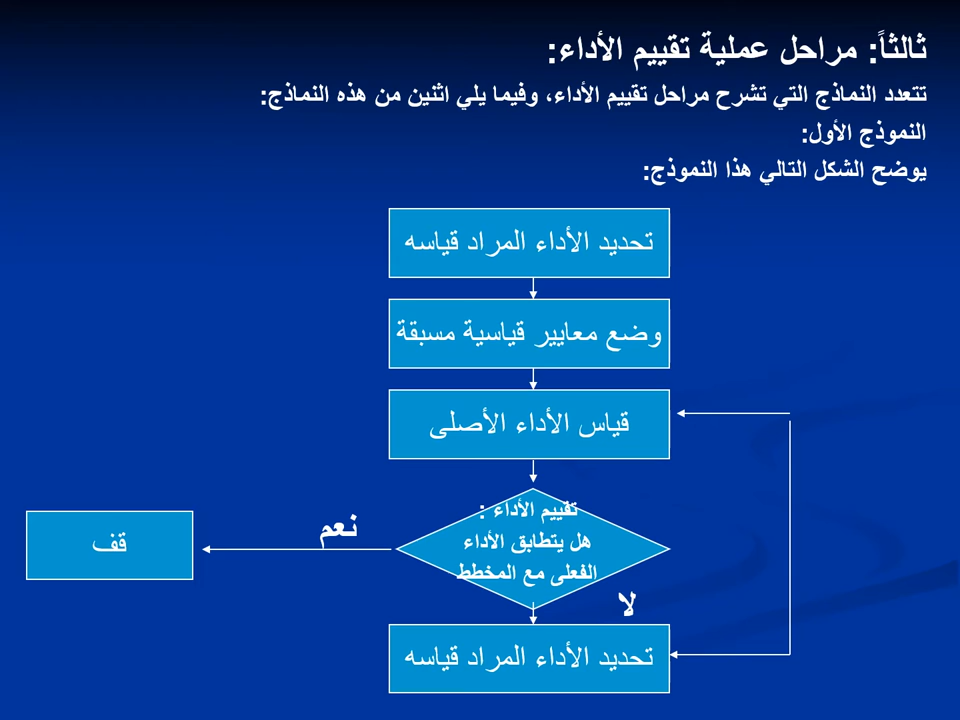 ثالثاً: مراحل عملية تقييم الأداء:
تتعدد النماذج التي تشرح مراحل تقييم الأداء، وفيما يلي اثنين من هذه النماذج:
النموذج الأول:
يوضح الشكل التالي هذا النموذج:
تحديد الأداء المراد قياسه
وضع معايير قياسية مسبقة
قياس الأداء الأصلى
تقييم الأداء :
هل يتطابق الأداء
الفعلى مع المخطط
نعم
قف
لا
تحديد الأداء المراد قياسه